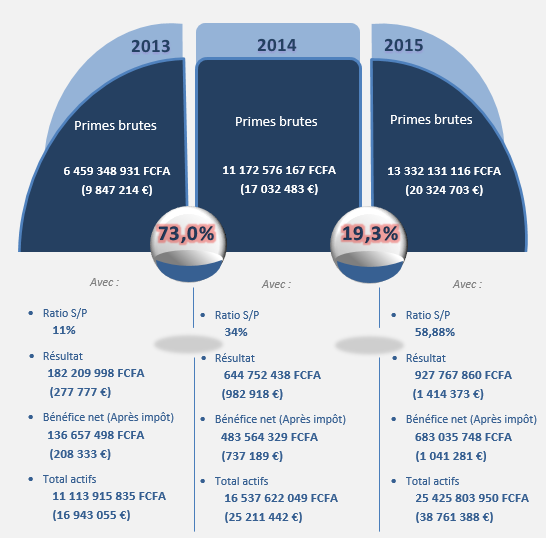 2013
Primes brutes
6 459 348 931 FCFA
(9 847 214 €)
2014
Primes brutes
11 172 576 167 FCFA
(17 032 483 €)
2015
Primes brutes
13 332 131 116 FCFA
(20 324 703 €)
73,0%
19,3%
Avec :
• Ratio S/P
11%
• Résultat
182 209 998 FCFA
(277 777 €)
• Bénéfice net (Après impôt)
136 657 498 FCFA
(208 333 €)
• Total actifs
11 113 915 835 FCFA
(16 943 055 €)
Avec :
• Ratio S/P
34%
• Résultat
644 752 438 FCFA
(982 918 €)
• Bénéfice net (Après impôt)
483 564 329 FCFA
(737 189 €)
• Total actifs
16 537 622 049 FCFA
(25 211 442 €)
Avec :
• Ratio S/P
58,88%
• Résultat
927 767 860 FCFA
(1 414 373 €)
• Bénéfice net (Après impôt)
683 035 748 FCFA
(1 041 281 €)
• Total actifs
25 425 803 950 FCFA
(38 761 388 €)